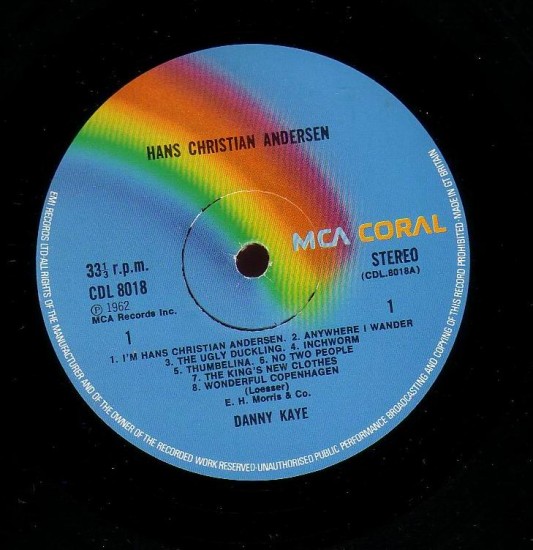 HANS CHRISTIAN ANDERSEN
MCA CORAL
33⅓ r.p.m.
CDL 8018
Ⓟ 1962
MCA Records Inc.
STEREO
(CDL.8018A)
1
1
1. I'M HANS CHRISTIAN ANDERSEN. 2. ANYWHERE I WANDER
3. THE UGLY DUCKLING. 4. INCHWORM
5. THUMBELINA. 6. NO TWO PEOPLE
7. THE KING'S NEW CLOTHES
8. WONDERFUL COPENHAGEN
(Loesser)
E. H. Morris & Co.
DANNY KAYE
EMI RECORDS LTD·ALL RIGHTS OF THE MANUFACTURER AND OF THE OWNER OF THE RECORDED WORK RESERVED·UNAUTHORISED PUBLIC PERFORMANCE BROADCASTING AND COPYING OF THIS RECORD PROHIBITED·MADE IN GT BRITAIN